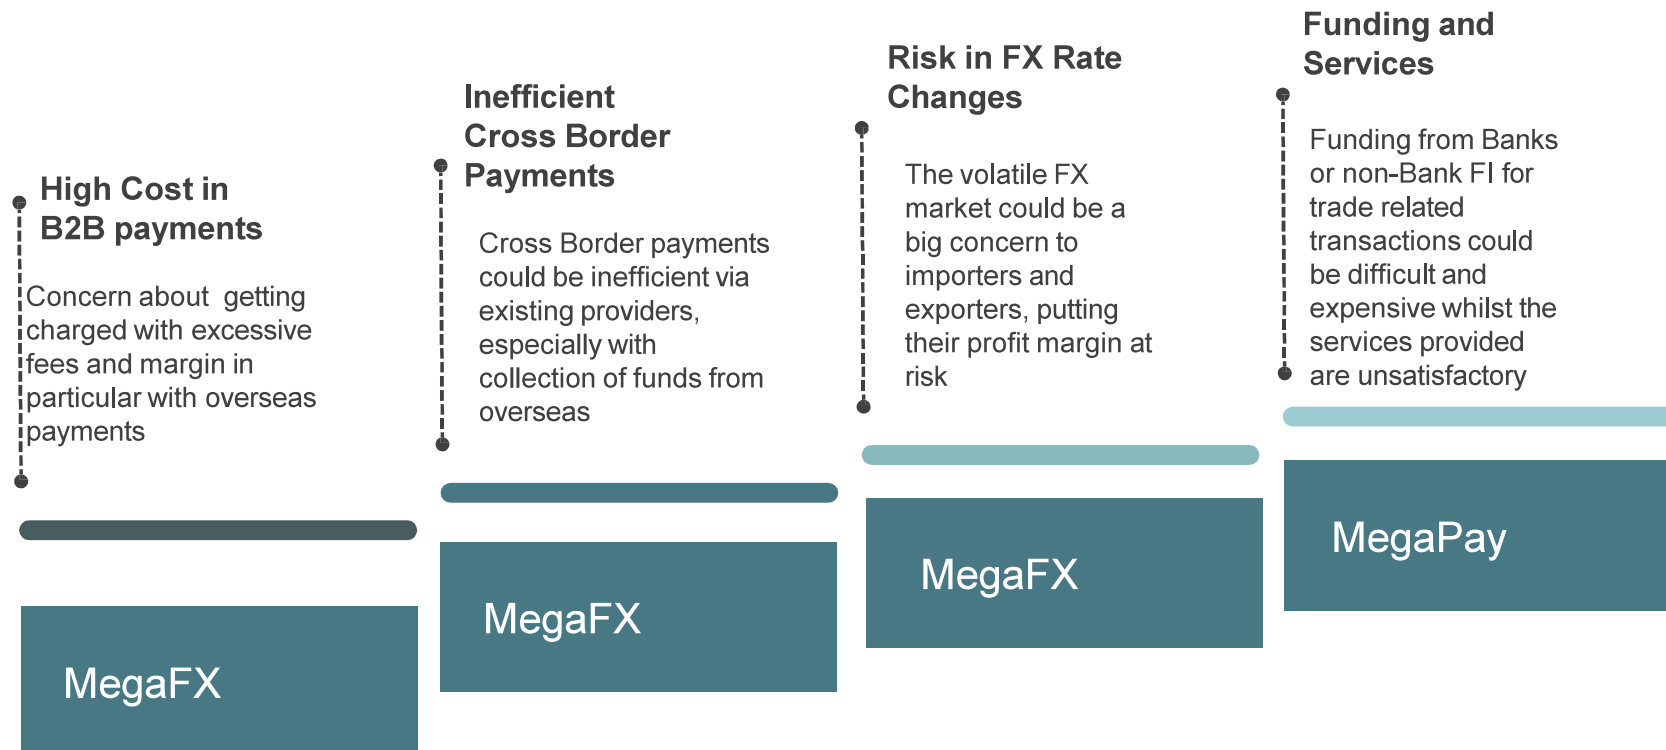 High Cost in
B2B payments
Concern about  getting
charged with excessive
fees and margin in
particular with overseas
payments
MegaFX
Inefficient
Cross Border
Payments
Cross Border payments
could be inefficient via
existing providers,
especially with
collection of funds from
overseas
MegaFX
Risk in FX Rate
Changes
The volatile FX
market could be a
big concern to
importers and
exporters, putting
their profit margin at
risk
MegaFX
Funding and
Services
Funding from Banks
or non-Bank FI for
trade related
transactions could
be difficult and
expensive whilst the
services provided
are unsatisfactory
MegaPay